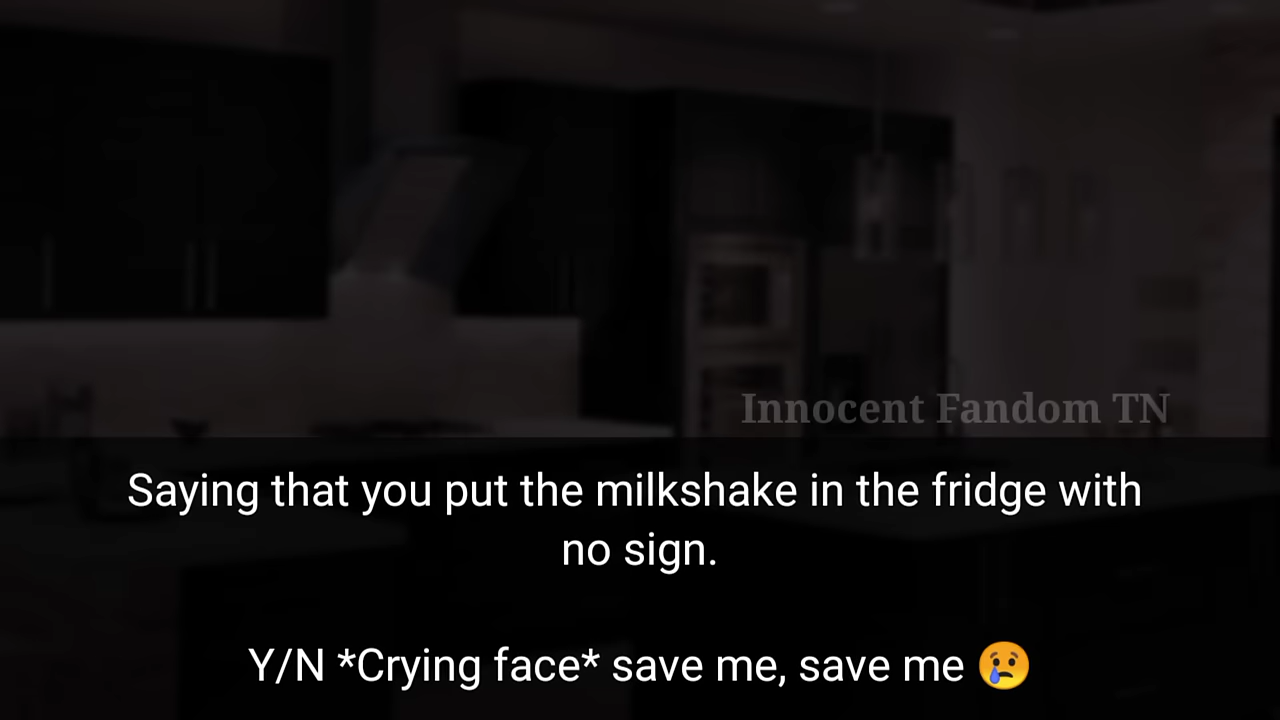 Innocent Fandom TN
Saying that you put the milkshake in the fridge with
no sign.
Y/N *Crying face* save me, save me 😢